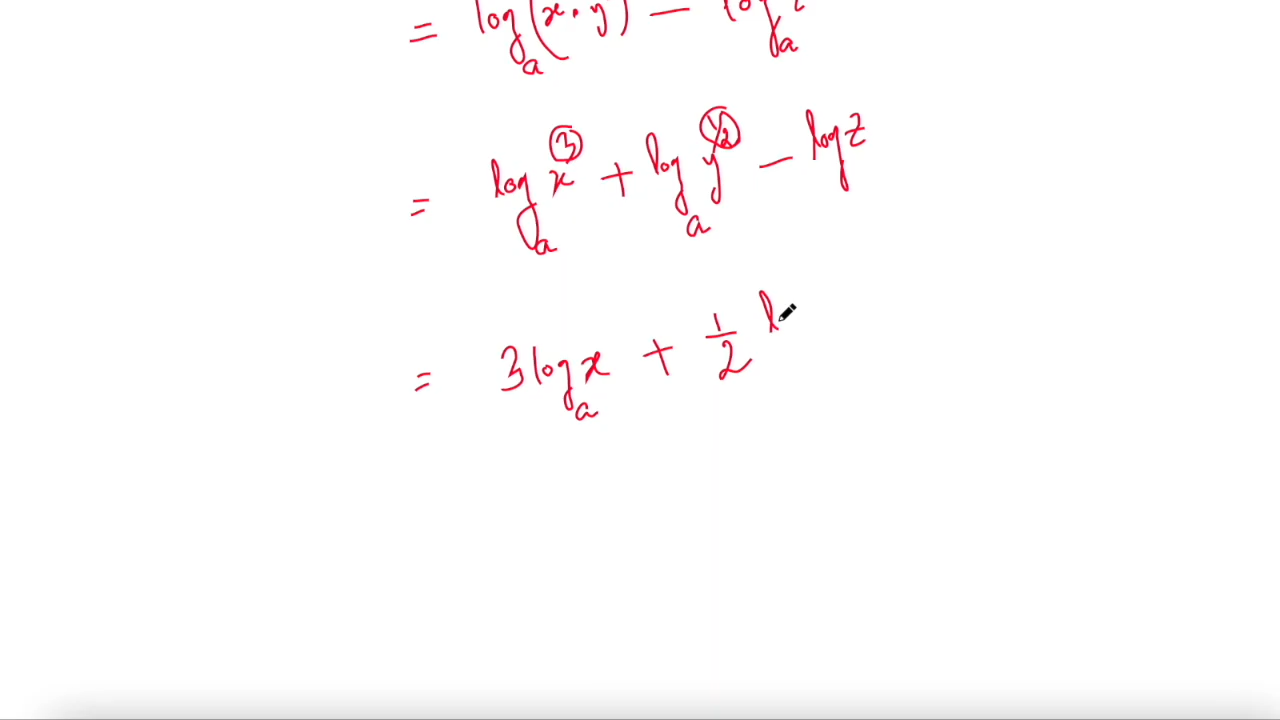 = log_a(x · y) − log_a z
= log_a x^3 + log_a y^1/2 − log z
= 3 log_a x + 1/2 l